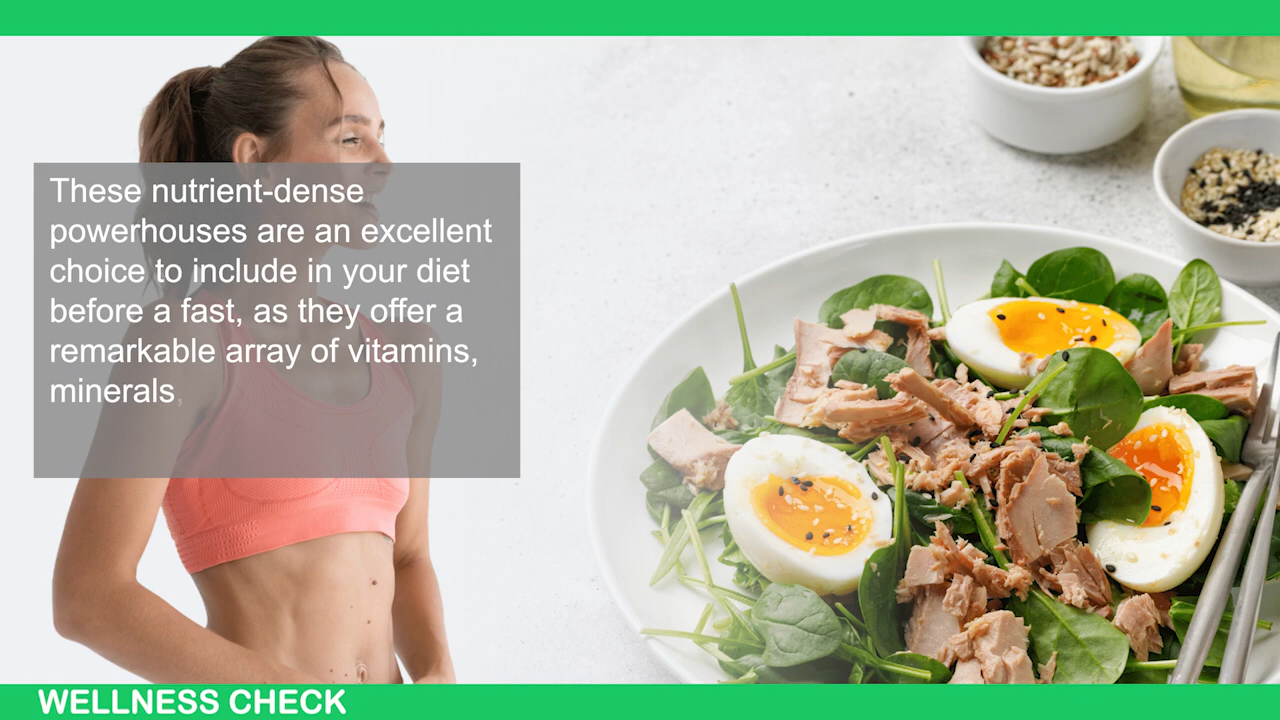 These nutrient-dense
powerhouses are an excellent
choice to include in your diet
before a fast, as they offer a
remarkable array of vitamins,
minerals,
WELLNESS CHECK